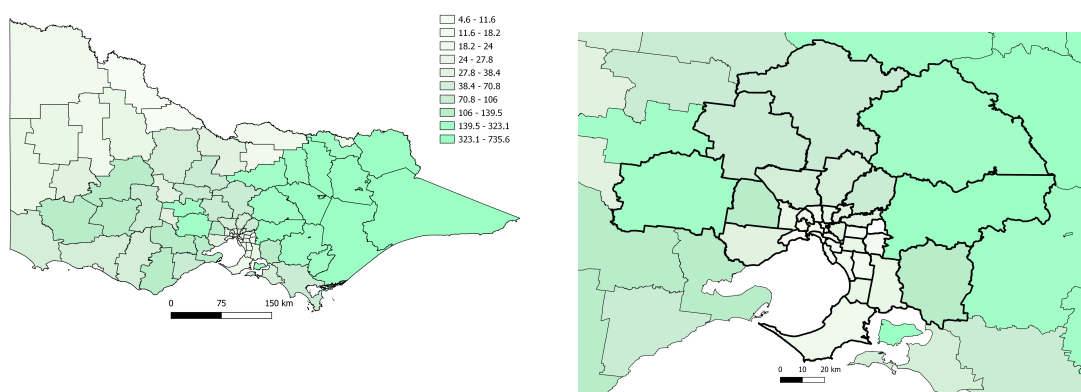 4.6 - 11.6
11.6 - 18.2
18.2 - 24
24 - 27.8
27.8 - 38.4
38.4 - 70.8
70.8 - 106
106 - 139.5
139.5 - 323.1
323.1 - 735.6
0 75 150 km
0 10 20 km